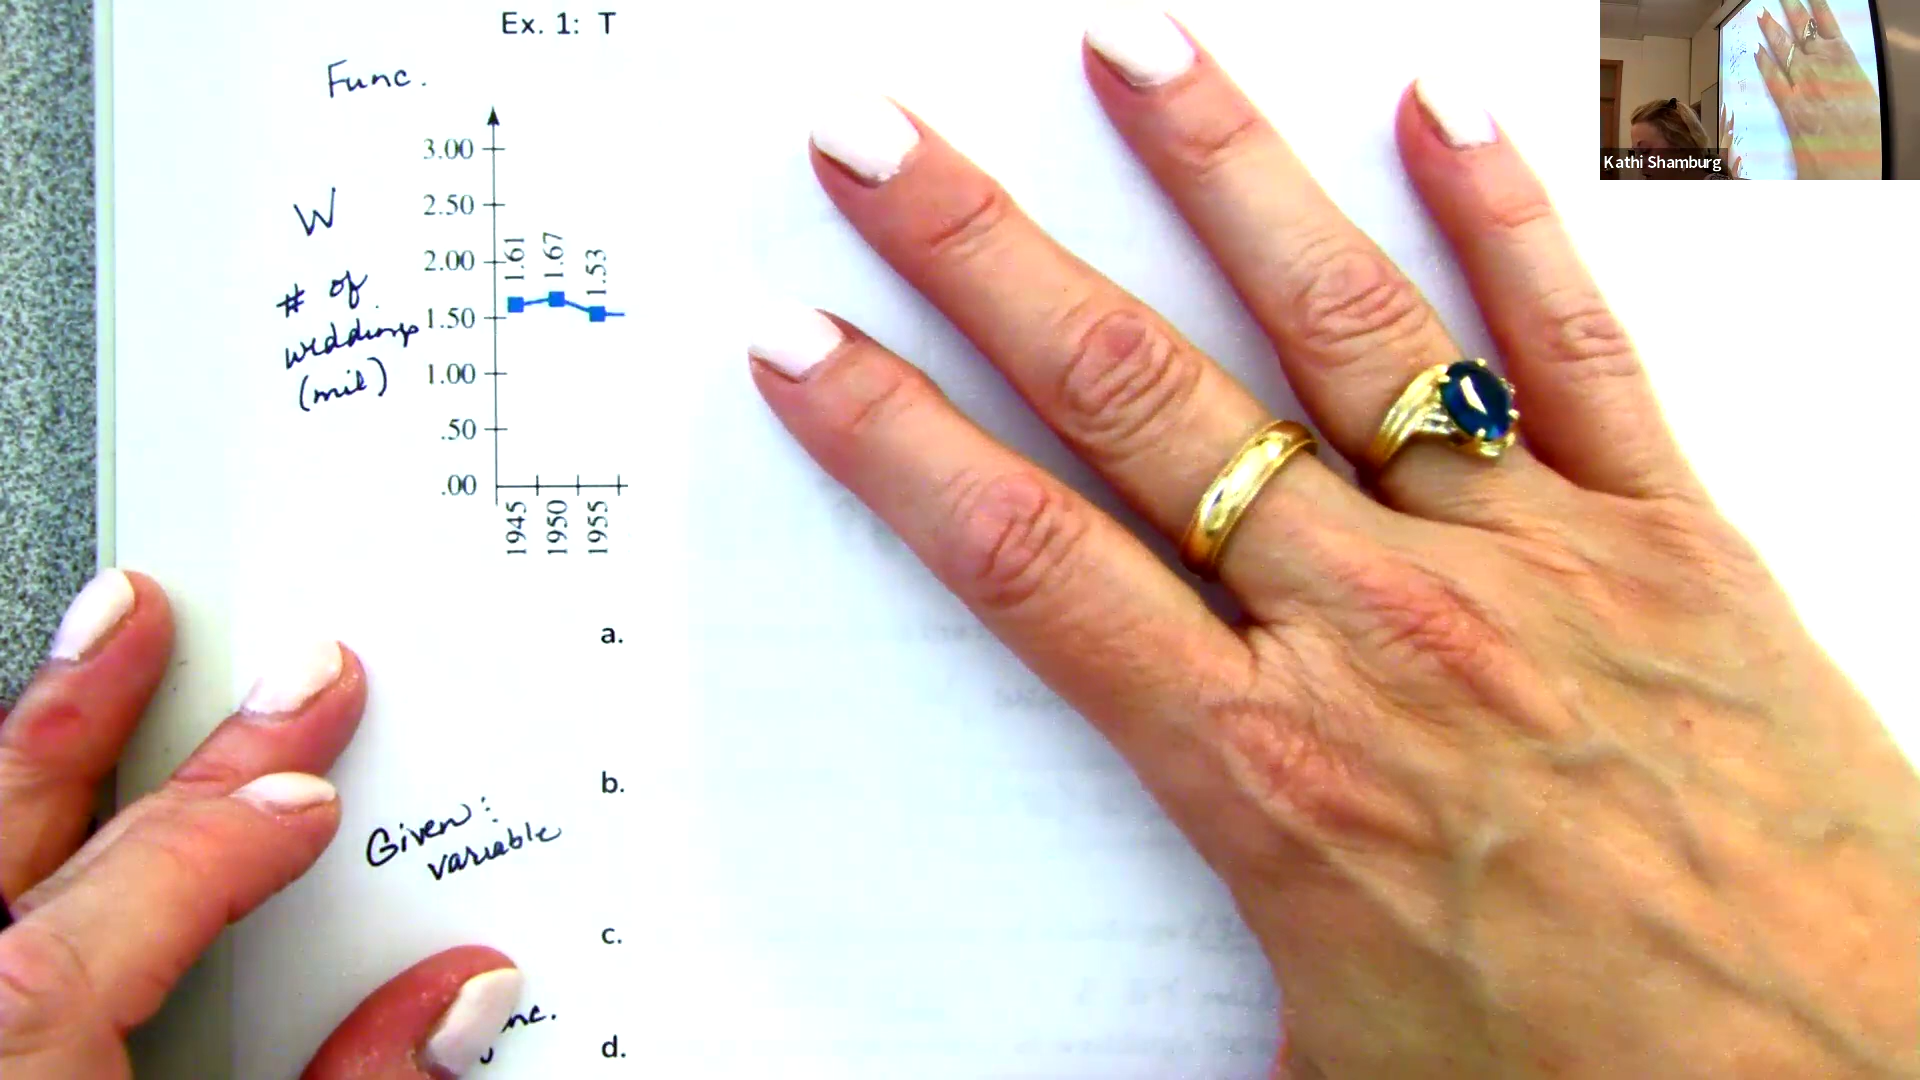 Ex. 1: T
Func.
3.00
W
2.50
2.00
1.61
1.67
1.53
# of
weddings
(mil)
1.50
1.00
.50
.00
1945
1950
1955
a.
b.
Given:
variable
c.
d.
Kathi Shamburg